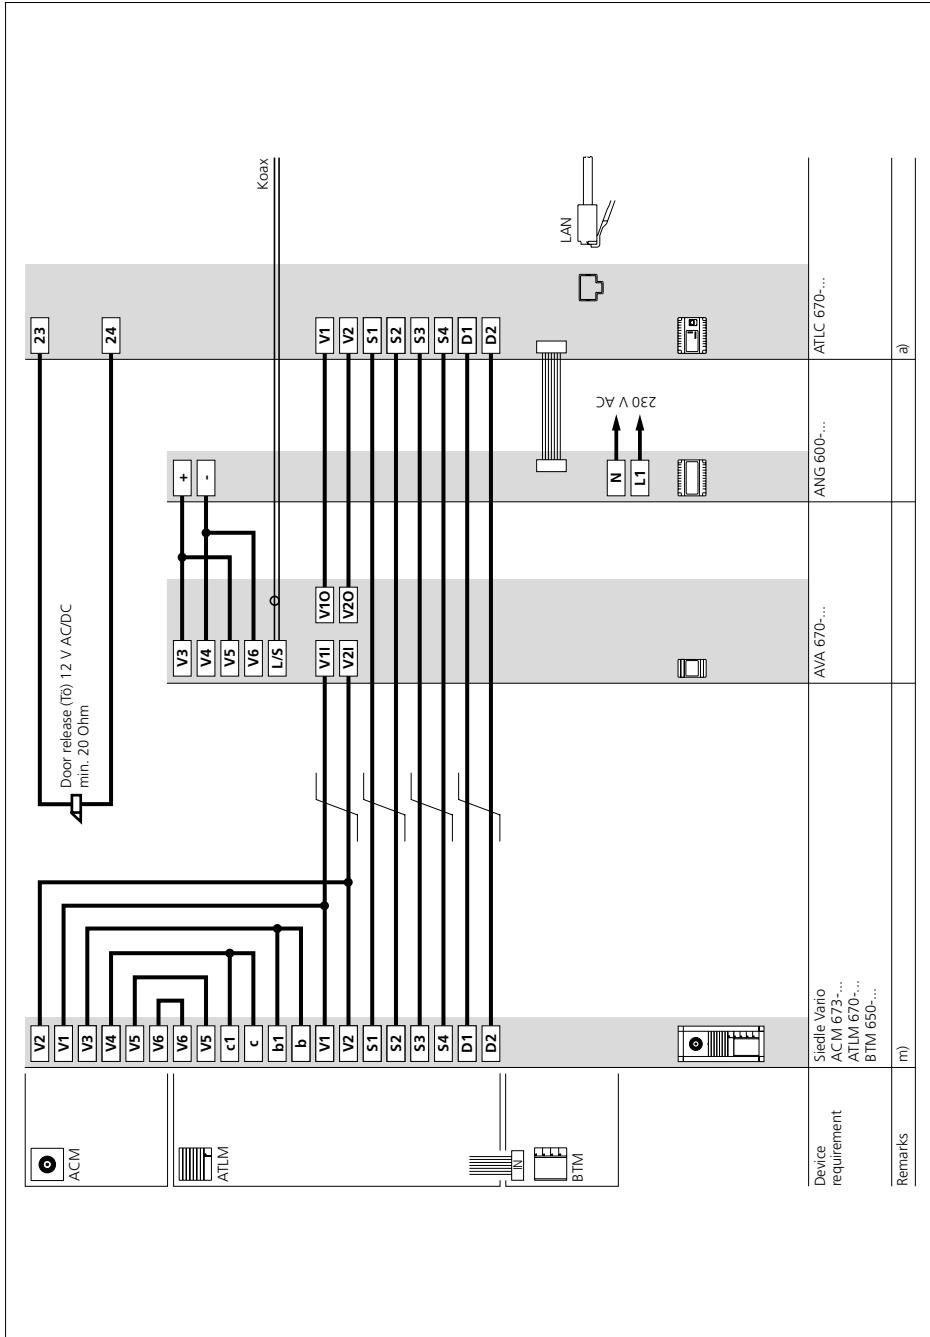 ACM
ATLM
IN
BTM
V2
V1
V3
V4
V5
V6
V6
V5
c1
c
b1
b
V1
V2
S1
S2
S3
S4
D1
D2
Door release (Tö) 12 V AC/DC
min. 20 Ohm
V3
V4
V5
V6
L/S
V1I
V2I
V1O
V2O
+
-
N
L1
230 V AC
Koax
23
24
V1
V2
S1
S2
S3
S4
D1
D2
LAN
Device
requirement
Siedle Vario
ACM 673-...
ATLM 670-...
BTM 650-...
AVA 670-...
ANG 600-...
ATLC 670-...
Remarks
m)
a)